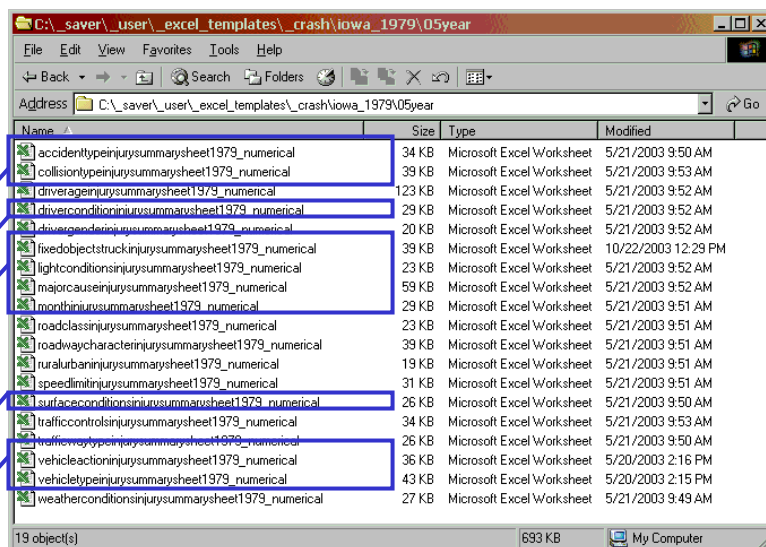 C:\_saver\_user\_excel_templates\_crash\iowa_1979\05year
File Edit View Favorites Tools Help
Back Search Folders
Address C:\_saver\_user\_excel_templates\_crash\iowa_1979\05year Go
Name Size Type Modified
accidenttypeinjurysummarysheet1979_numerical 34 KB Microsoft Excel Worksheet 5/21/2003 9:50 AM
collisiontypeinjurysummarysheet1979_numerical 39 KB Microsoft Excel Worksheet 5/21/2003 9:53 AM
driverageinjurysummarysheet1979_numerical 123 KB Microsoft Excel Worksheet 5/21/2003 9:52 AM
driverconditioninjurysummarysheet1979_numerical 29 KB Microsoft Excel Worksheet 5/21/2003 9:52 AM
drivergenderinjurysummarysheet1979_numerical 20 KB Microsoft Excel Worksheet 5/21/2003 9:52 AM
fixedobjectstruckinjurysummarysheet1979_numerical 39 KB Microsoft Excel Worksheet 10/22/2003 12:29 PM
lightconditionsinjurysummarysheet1979_numerical 23 KB Microsoft Excel Worksheet 5/21/2003 9:52 AM
majorcauseinjurysummarysheet1979_numerical 59 KB Microsoft Excel Worksheet 5/21/2003 9:52 AM
monthinjurysummarysheet1979_numerical 29 KB Microsoft Excel Worksheet 5/21/2003 9:51 AM
roadclassinjurysummarysheet1979_numerical 23 KB Microsoft Excel Worksheet 5/21/2003 9:51 AM
roadwaycharacterinjurysummarysheet1979_numerical 39 KB Microsoft Excel Worksheet 5/21/2003 9:51 AM
ruralurbaninjurysummarysheet1979_numerical 19 KB Microsoft Excel Worksheet 5/21/2003 9:51 AM
speedlimitinjurysummarysheet1979_numerical 31 KB Microsoft Excel Worksheet 5/21/2003 9:51 AM
surfaceconditionsinjurysummarysheet1979_numerical 26 KB Microsoft Excel Worksheet 5/21/2003 9:50 AM
trafficcontrolsinjurysummarysheet1979_numerical 34 KB Microsoft Excel Worksheet 5/21/2003 9:53 AM
trafficwaytypeinjurysummarysheet1979_numerical 26 KB Microsoft Excel Worksheet 5/21/2003 9:50 AM
vehicleactioninjurysummarysheet1979_numerical 36 KB Microsoft Excel Worksheet 5/20/2003 2:16 PM
vehicletypeinjurysummarysheet1979_numerical 43 KB Microsoft Excel Worksheet 5/20/2003 2:15 PM
weatherconditionsinjurysummarysheet1979_numerical 27 KB Microsoft Excel Worksheet 5/21/2003 9:49 AM
19 object(s) 693 KB My Computer